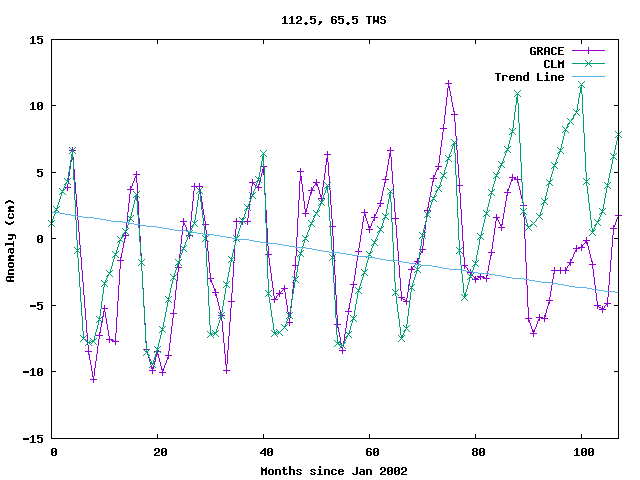 112.5, 65.5 TWS
GRACE
CLM
Trend Line
15
10
5
0
-5
-10
-15
Anomaly (cm)
0 20 40 60 80 100
Months since Jan 2002